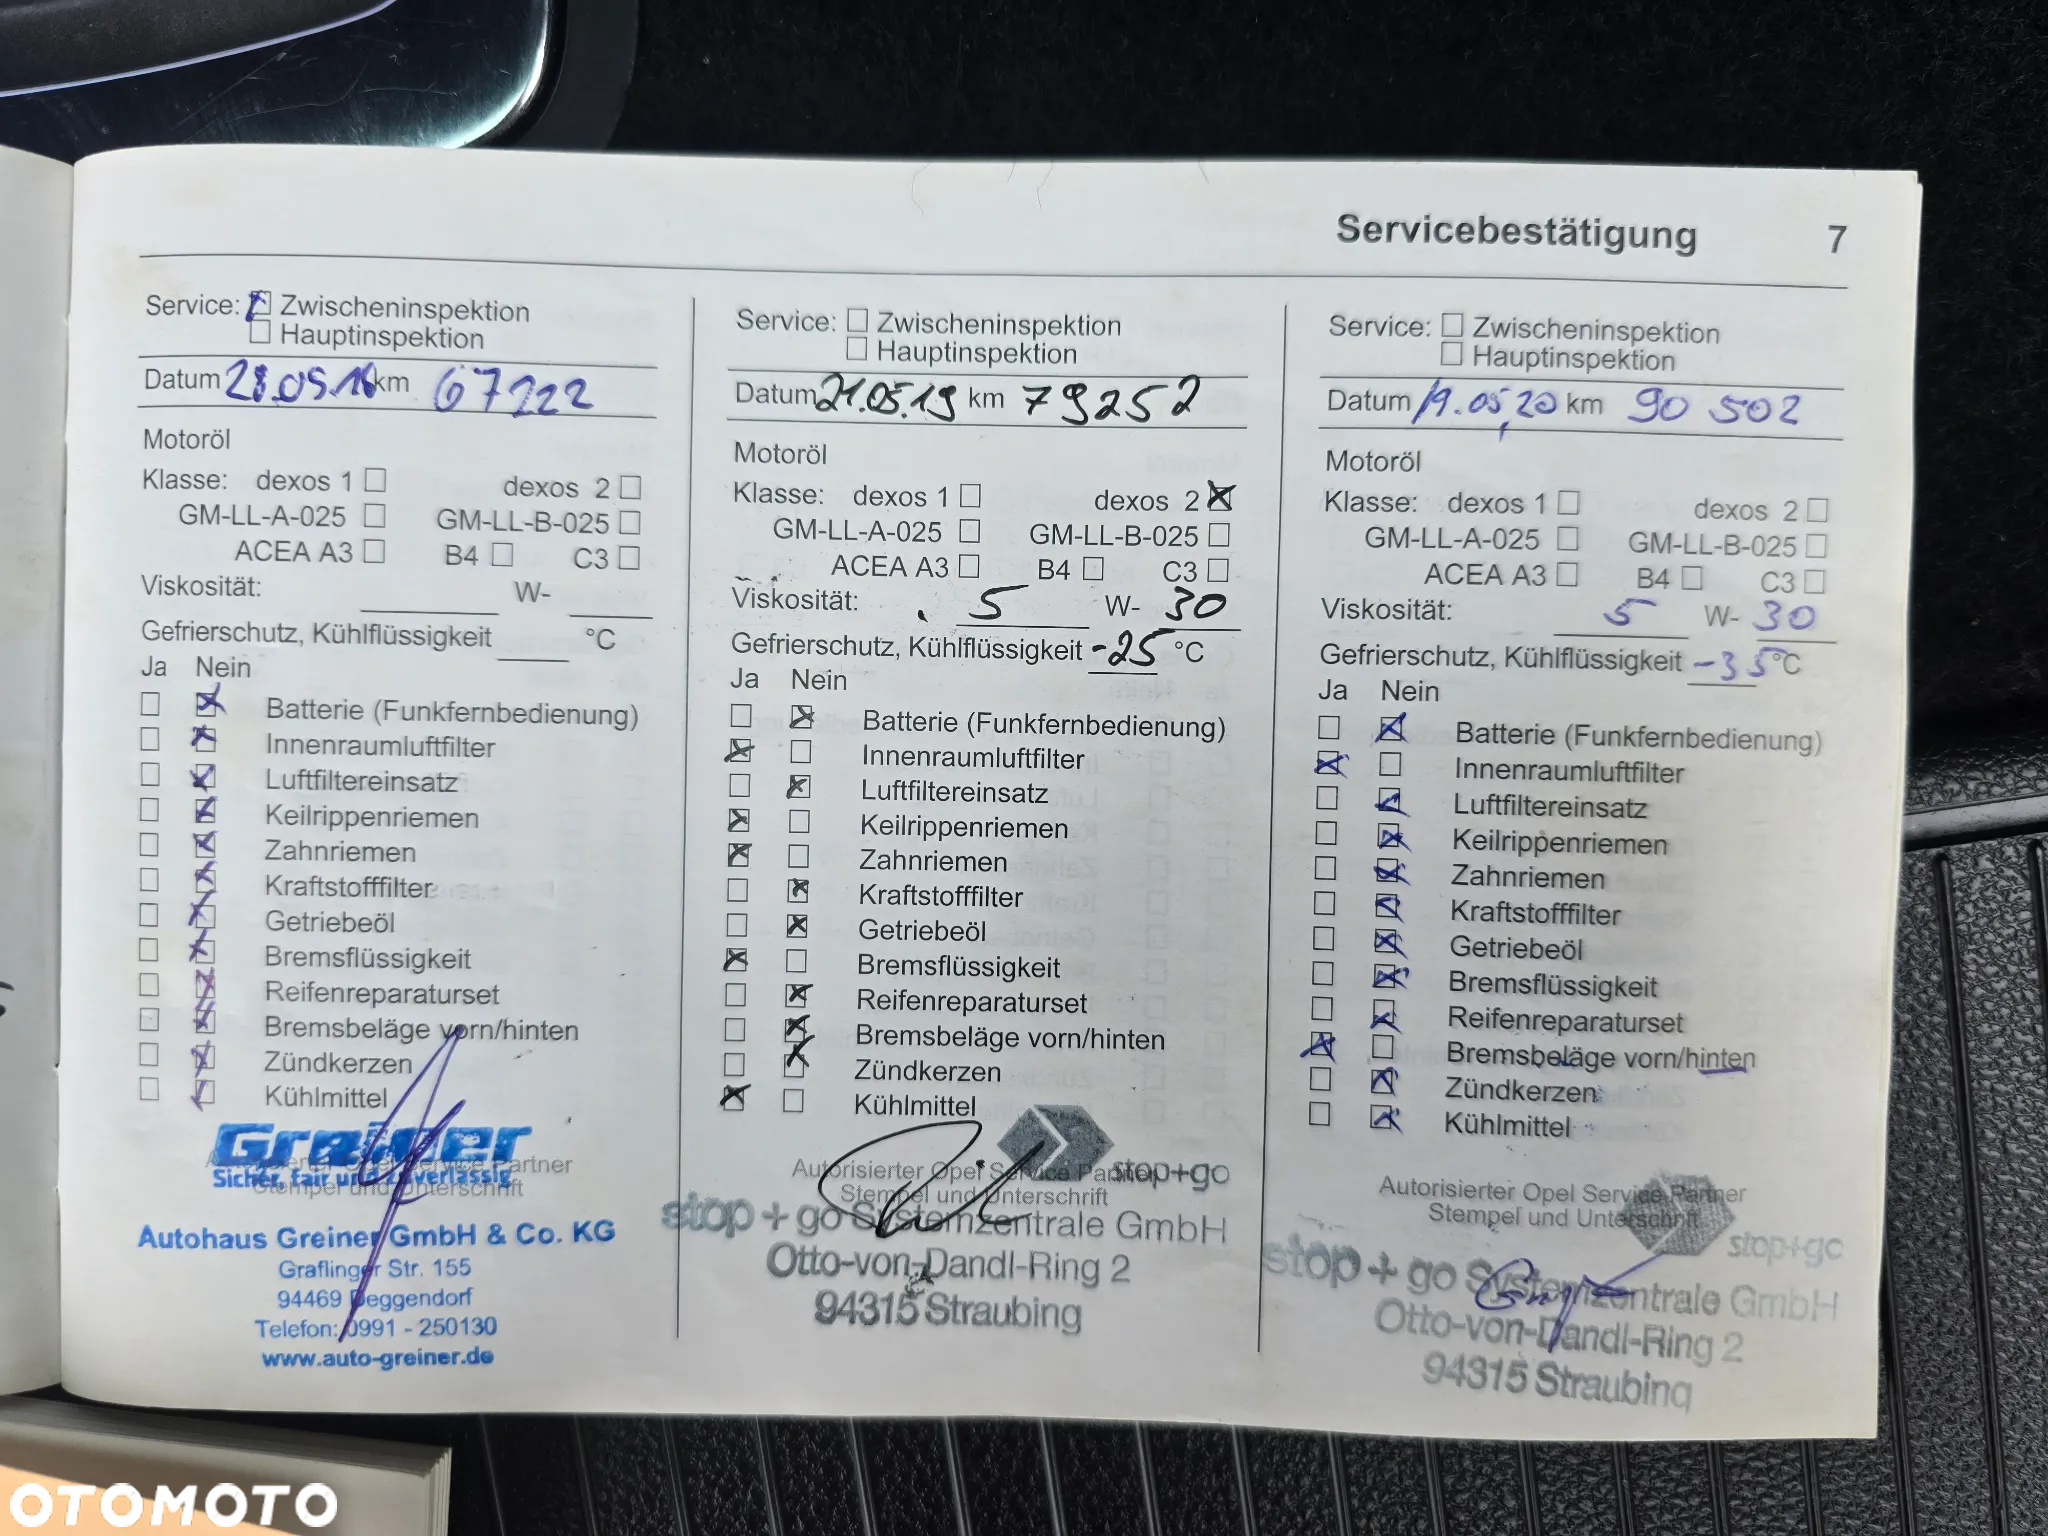 Servicebestätigung 7
Service: Zwischeninspektion
Hauptinspektion
Datum 28.05.18 km 67222
Motoröl
Klasse: dexos 1 dexos 2
GM-LL-A-025 GM-LL-B-025
ACEA A3 B4 C3
Viskosität: W-
Gefrierschutz, Kühlflüssigkeit °C
Ja Nein
Batterie (Funkfernbedienung)
Innenraumluftfilter
Luftfiltereinsatz
Keilrippenriemen
Zahnriemen
Kraftstofffilter
Getriebeöl
Bremsflüssigkeit
Reifenreparaturset
Bremsbeläge vorn/hinten
Zündkerzen
Kühlmittel
Greiner
Autorisierter Opel Service Partner
Sicher, fair und zuverlässig
Stempel und Unterschrift
Autohaus Greiner GmbH & Co. KG
Graflinger Str. 155
94469 Deggendorf
Telefon: 0991 - 250130
www.auto-greiner.de
Service: Zwischeninspektion
Hauptinspektion
Datum 21.05.19 km 79252
Motoröl
Klasse: dexos 1 dexos 2
GM-LL-A-025 GM-LL-B-025
ACEA A3 B4 C3
Viskosität: 5 W- 30
Gefrierschutz, Kühlflüssigkeit -25 °C
Ja Nein
Batterie (Funkfernbedienung)
Innenraumluftfilter
Luftfiltereinsatz
Keilrippenriemen
Zahnriemen
Kraftstofffilter
Getriebeöl
Bremsflüssigkeit
Reifenreparaturset
Bremsbeläge vorn/hinten
Zündkerzen
Kühlmittel
Autorisierter Opel Service Partner
stop+go
Stempel und Unterschrift
stop + go Systemzentrale GmbH
Otto-von-Dandl-Ring 2
94315 Straubing
Service: Zwischeninspektion
Hauptinspektion
Datum 19.05.20 km 90 502
Motoröl
Klasse: dexos 1 dexos 2
GM-LL-A-025 GM-LL-B-025
ACEA A3 B4 C3
Viskosität: 5 W- 30
Gefrierschutz, Kühlflüssigkeit -35 °C
Ja Nein
Batterie (Funkfernbedienung)
Innenraumluftfilter
Luftfiltereinsatz
Keilrippenriemen
Zahnriemen
Kraftstofffilter
Getriebeöl
Bremsflüssigkeit
Reifenreparaturset
Bremsbeläge vorn/hinten
Zündkerzen
Kühlmittel
Autorisierter Opel Service Partner
Stempel und Unterschrift
stop+go
stop + go Systemzentrale GmbH
Otto-von-Dandl-Ring 2
94315 Straubing
OTOMOTO